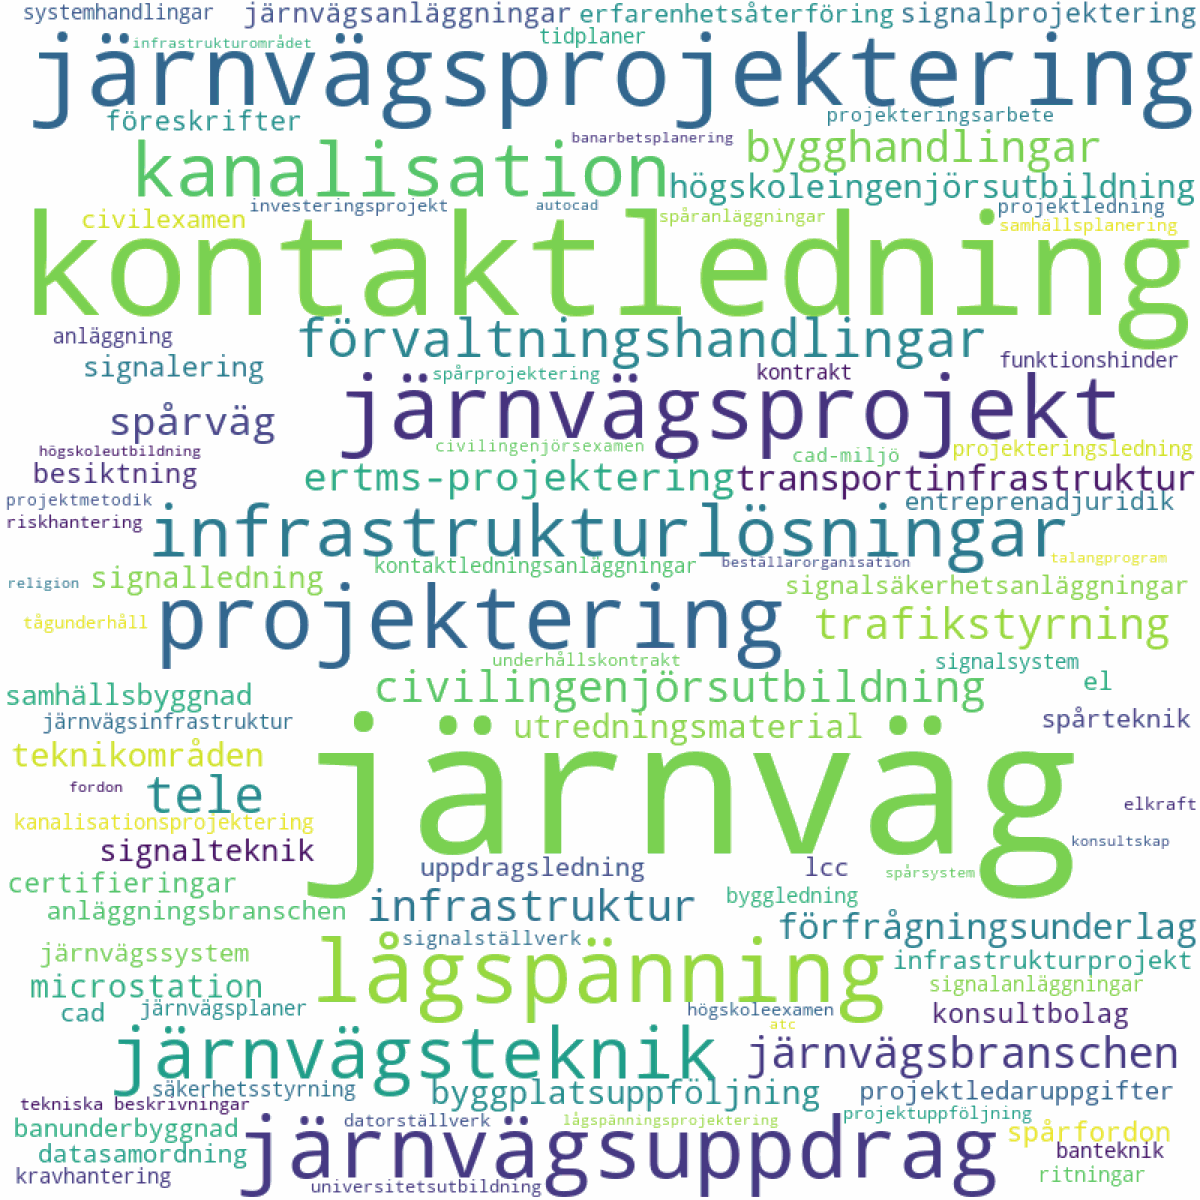 systemhandlingar
järnvägsanläggningar
erfarenhetsåterföring
signalprojektering
infrastrukturområdet
tidplaner
järnvägsprojektering
föreskrifter
projekteringsarbete
banarbetsplanering
kanalisation
bygghandlingar
högskoleingenjörsutbildning
civilexamen
investeringsprojekt
autocad
spåranläggningar
projektledning
samhällsplanering
kontaktledning
anläggning
förvaltningshandlingar
signalering
spårprojektering
kontrakt
funktionshinder
järnvägsprojekt
spårväg
högskoleutbildning
civilingenjörsexamen
cad-miljö
projekteringsledning
besiktning
ertms-projektering
transportinfrastruktur
projektmetodik
entreprenadjuridik
riskhantering
infrastrukturlösningar
religion
signalledning
kontaktledningsanläggningar
beställarorganisation
talangprogram
signalsäkerhetsanläggningar
projektering
tågunderhåll
trafikstyrning
underhållskontrakt
signalsystem
samhällsbyggnad
civilingenjörsutbildning
el
järnvägsinfrastruktur
utredningsmaterial
spårteknik
teknikområden
järnväg
fordon
tele
elkraft
kanalisationsprojektering
signalteknik
konsultskap
uppdragsledning
lcc
spårsystem
certifieringar
byggledning
anläggningsbranschen
infrastruktur
förfrågningsunderlag
signalställverk
järnvägssystem
lågspänning
infrastrukturprojekt
microstation
signalanläggningar
cad
järnvägsplaner
högskoleexamen
konsultbolag
atc
järnvägsteknik
järnvägsbranschen
säkerhetsstyrning
byggplatsuppföljning
projektledaruppgifter
tekniska beskrivningar
datorställverk
lågspänningsprojektering
projektuppföljning
banunderbyggnad
järnvägsuppdrag
spårfordon
datasamordning
banteknik
kravhantering
universitetsutbildning
ritningar